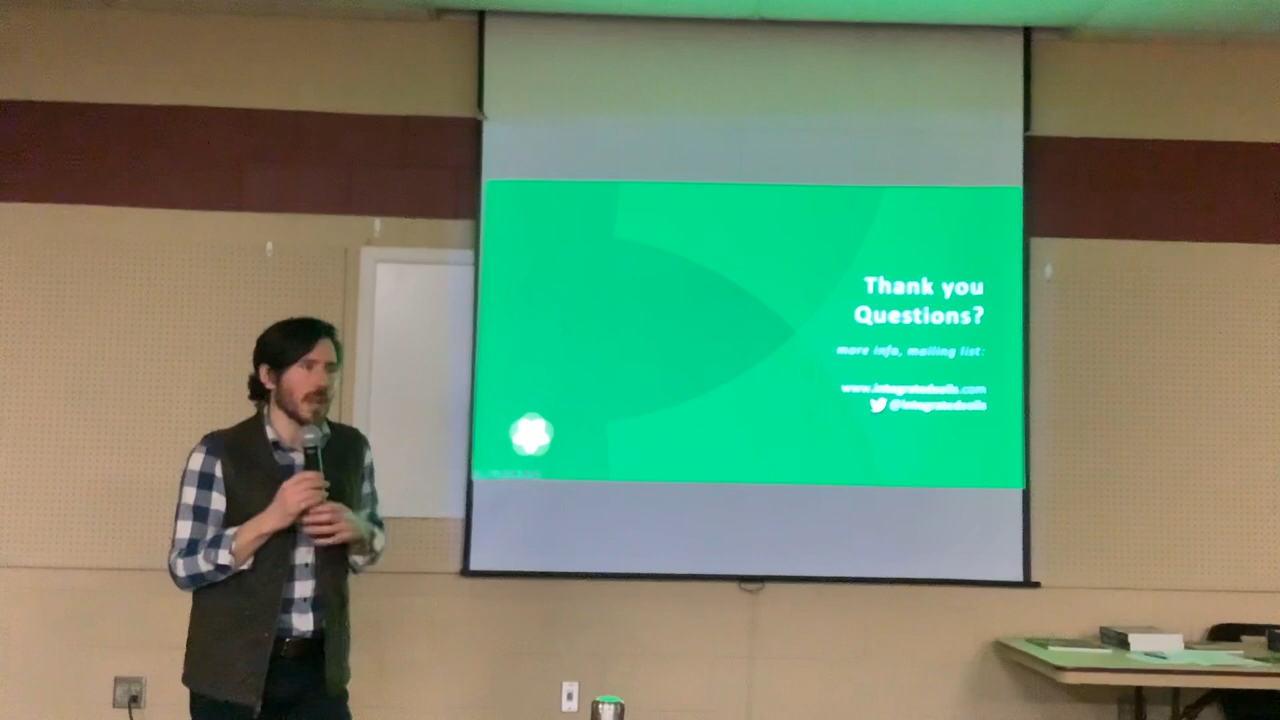 Thank you
Questions?
more info, mailing list:
www.integratedsoils.com
@integratedsoils